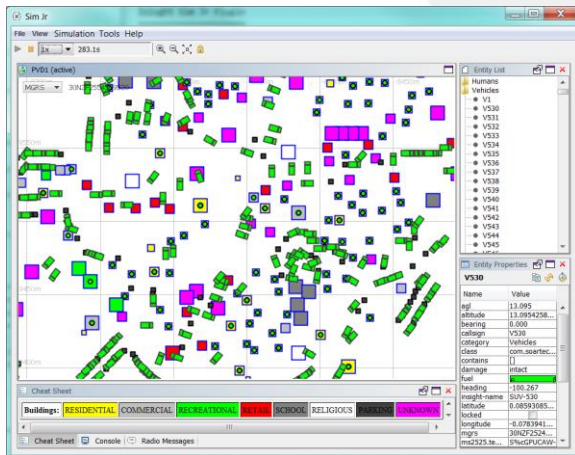 Sim Jr
File View Simulation Tools Help
1x 283.1s
PVD1 (active)
MGRS
Entity List
Humans
Vehicles
V1
V530
V531
V532
V533
V534
V535
V536
V537
V538
V539
V540
V541
V542
V543
V544
V545
Entity Properties
V530
Name Value
agl 13.095
altitude 13.0954258...
bearing 0.000
callsign V530
category Vehicles
class com.soartec...
contains []
damage intact
fuel
heading -100.267
insight-name SUV-530
latitude 0.08593085...
locked
longitude -0.0783941...
mgrs 30NZF2524...
ms2525.te... S%cGPUCAW-
Cheat Sheet
Buildings: RESIDENTIAL COMMERCIAL RECREATIONAL RETAIL SCHOOL RELIGIOUS PARKING UNKNOWN
Cheat Sheet Console Radio Messages